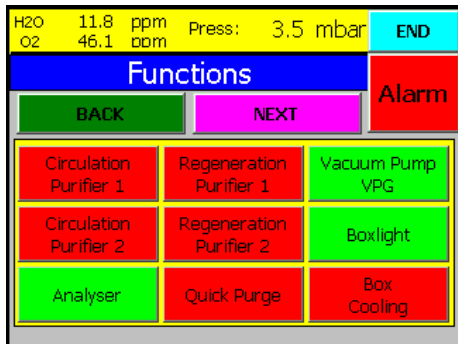 H2O 11.8 ppm Press: 3.5 mbar END
O2 46.1 ppm
Functions
Alarm
BACK NEXT
Circulation Regeneration Vacuum Pump
Purifier 1 Purifier 1 VPG
Circulation Regeneration Boxlight
Purifier 2 Purifier 2
Analyser Quick Purge Box
Cooling